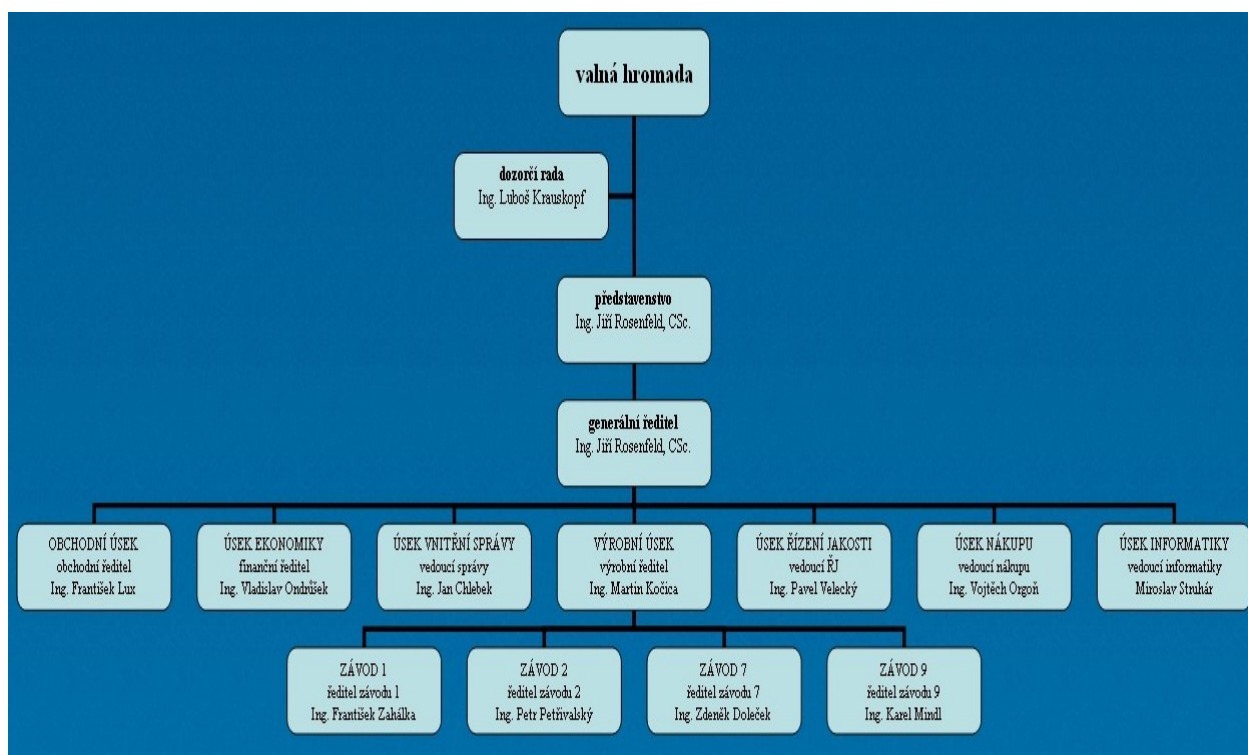 valná hromada
dozorčí rada
Ing. Luboš Krauskopf
představenstvo
Ing. Jiří Rosenfeld, CSc.
generální ředitel
Ing. Jiří Rosenfeld, CSc.
OBCHODNÍ ÚSEK
obchodní ředitel
Ing. František Lux
ÚSEK EKONOMIKY
finanční ředitel
Ing. Vladislav Ondrůšek
ÚSEK VNITŘNÍ SPRÁVY
vedoucí správy
Ing. Jan Chlebek
VÝROBNÍ ÚSEK
výrobní ředitel
Ing. Martin Kočica
ÚSEK ŘÍZENÍ JAKOSTI
vedoucí ŘJ
Ing. Pavel Velecký
ÚSEK NÁKUPU
vedoucí nákupu
Ing. Vojtěch Orgoň
ÚSEK INFORMATIKY
vedoucí informatiky
Miroslav Struhár
ZÁVOD 1
ředitel závodu 1
Ing. František Zahálka
ZÁVOD 2
ředitel závodu 2
Ing. Petr Petřivalský
ZÁVOD 7
ředitel závodu 7
Ing. Zdeněk Doleček
ZÁVOD 9
ředitel závodu 9
Ing. Karel Mindl